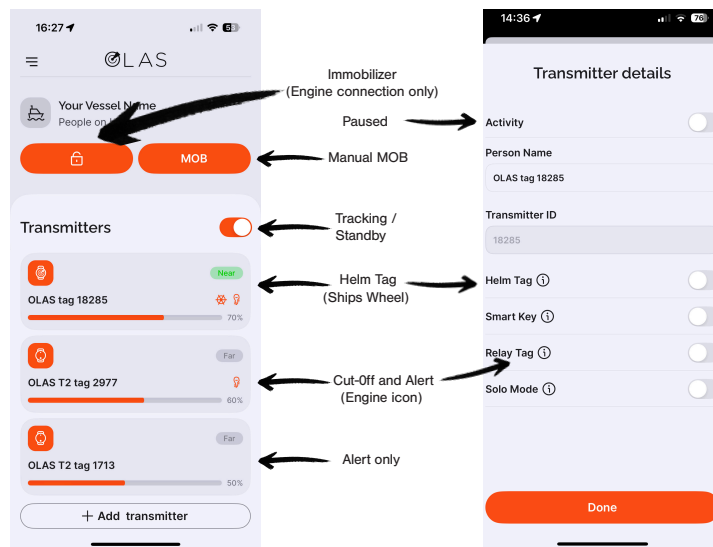 16:27
5
OLAS
Your Vessel Name
People on
MOB
Transmitters
Near
OLAS tag 18285
70%
Far
OLAS T2 tag 2977
60%
Far
OLAS T2 tag 1713
50%
+ Add transmitter
Immobilizer
(Engine connection only)
Paused
Manual MOB
Tracking /
Standby
Helm Tag
(Ships Wheel)
Cut-Off and Alert
(Engine icon)
Alert only
14:36
76
Transmitter details
Activity
Person Name
OLAS tag 18285
Transmitter ID
18285
Helm Tag
Smart Key
Relay Tag
Solo Mode
Done